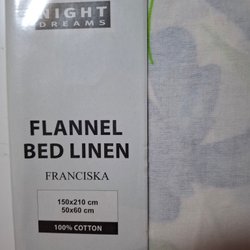 NIGHT
DREAMS
FLANNEL
BED LINEN
FRANCISKA
150x210 cm
50x60 cm
100% COTTON